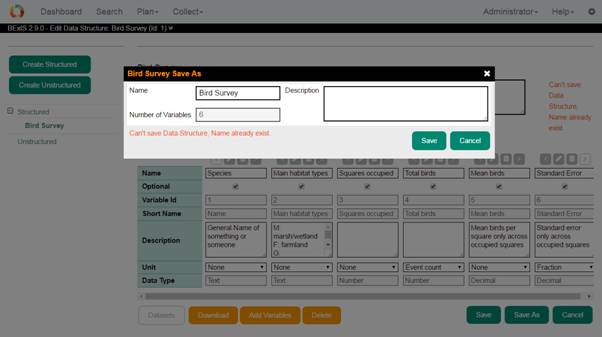 Dashboard Search Plan Collect Administrator Help
BExIS 2.9.0 - Edit Data Structure: Bird Survey (Id: 1)
Create Structured
Create Unstructured
Structured
Bird Survey
Unstructured
Bird Survey Save As
Name Bird Survey Description
Number of Variables 6
Can't save Data Structure, Name already exist.
Save Cancel
Can't save
Data
Structure,
Name already
exist.
Name Species Main habitat types Squares occupied Total birds Mean birds Standard Error
Optional
Variable Id 1 2 3 4 5 6
Short Name Name Main habitat types Squares occupied Total birds Mean birds Standard Error
Description
General Name of
something or
someone
M:
marsh/wetland
F: farmland
G:
Mean birds per
square only across
occupied squares
Standard error
only across
occupied squares
Unit None None None Event count None Fraction
Data Type Text Text Number Number Decimal Decimal
Datasets Download Add Variables Delete Save Save As Cancel